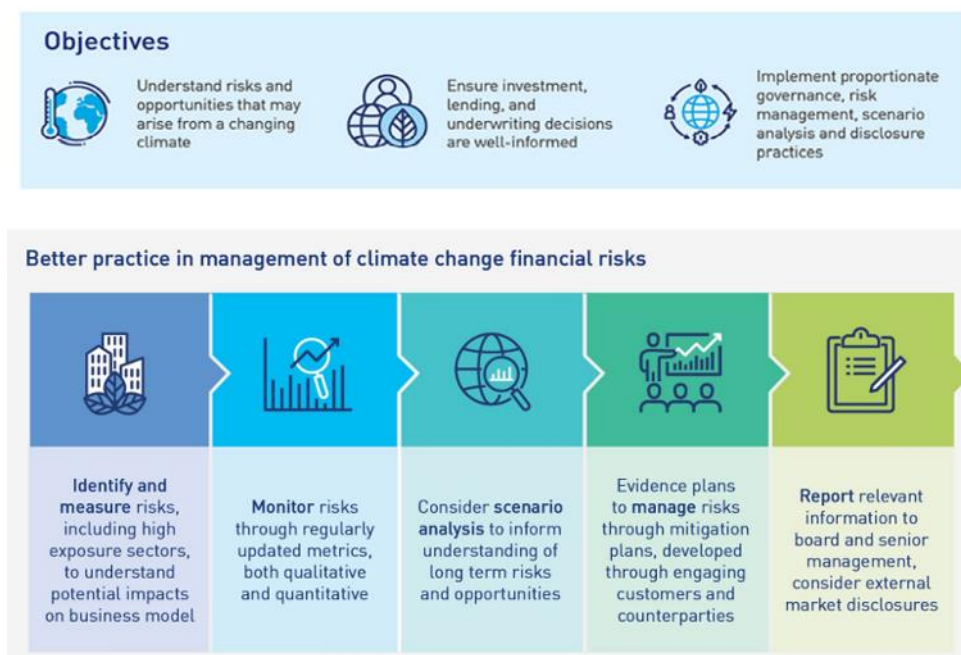 Objectives
Understand risks and
opportunities that may
arise from a changing
climate
Ensure investment,
lending, and
underwriting decisions
are well-informed
Implement proportionate
governance, risk
management, scenario
analysis and disclosure
practices
Better practice in management of climate change financial risks
Identify and
measure risks,
including high
exposure sectors,
to understand
potential impacts
on business model
Monitor risks
through regularly
updated metrics,
both qualitative
and quantitative
Consider scenario
analysis to inform
understanding of
long term risks
and opportunities
Evidence plans
to manage risks
through mitigation
plans, developed
through engaging
customers and
counterparties
Report relevant
information to
board and senior
management,
consider external
market disclosures